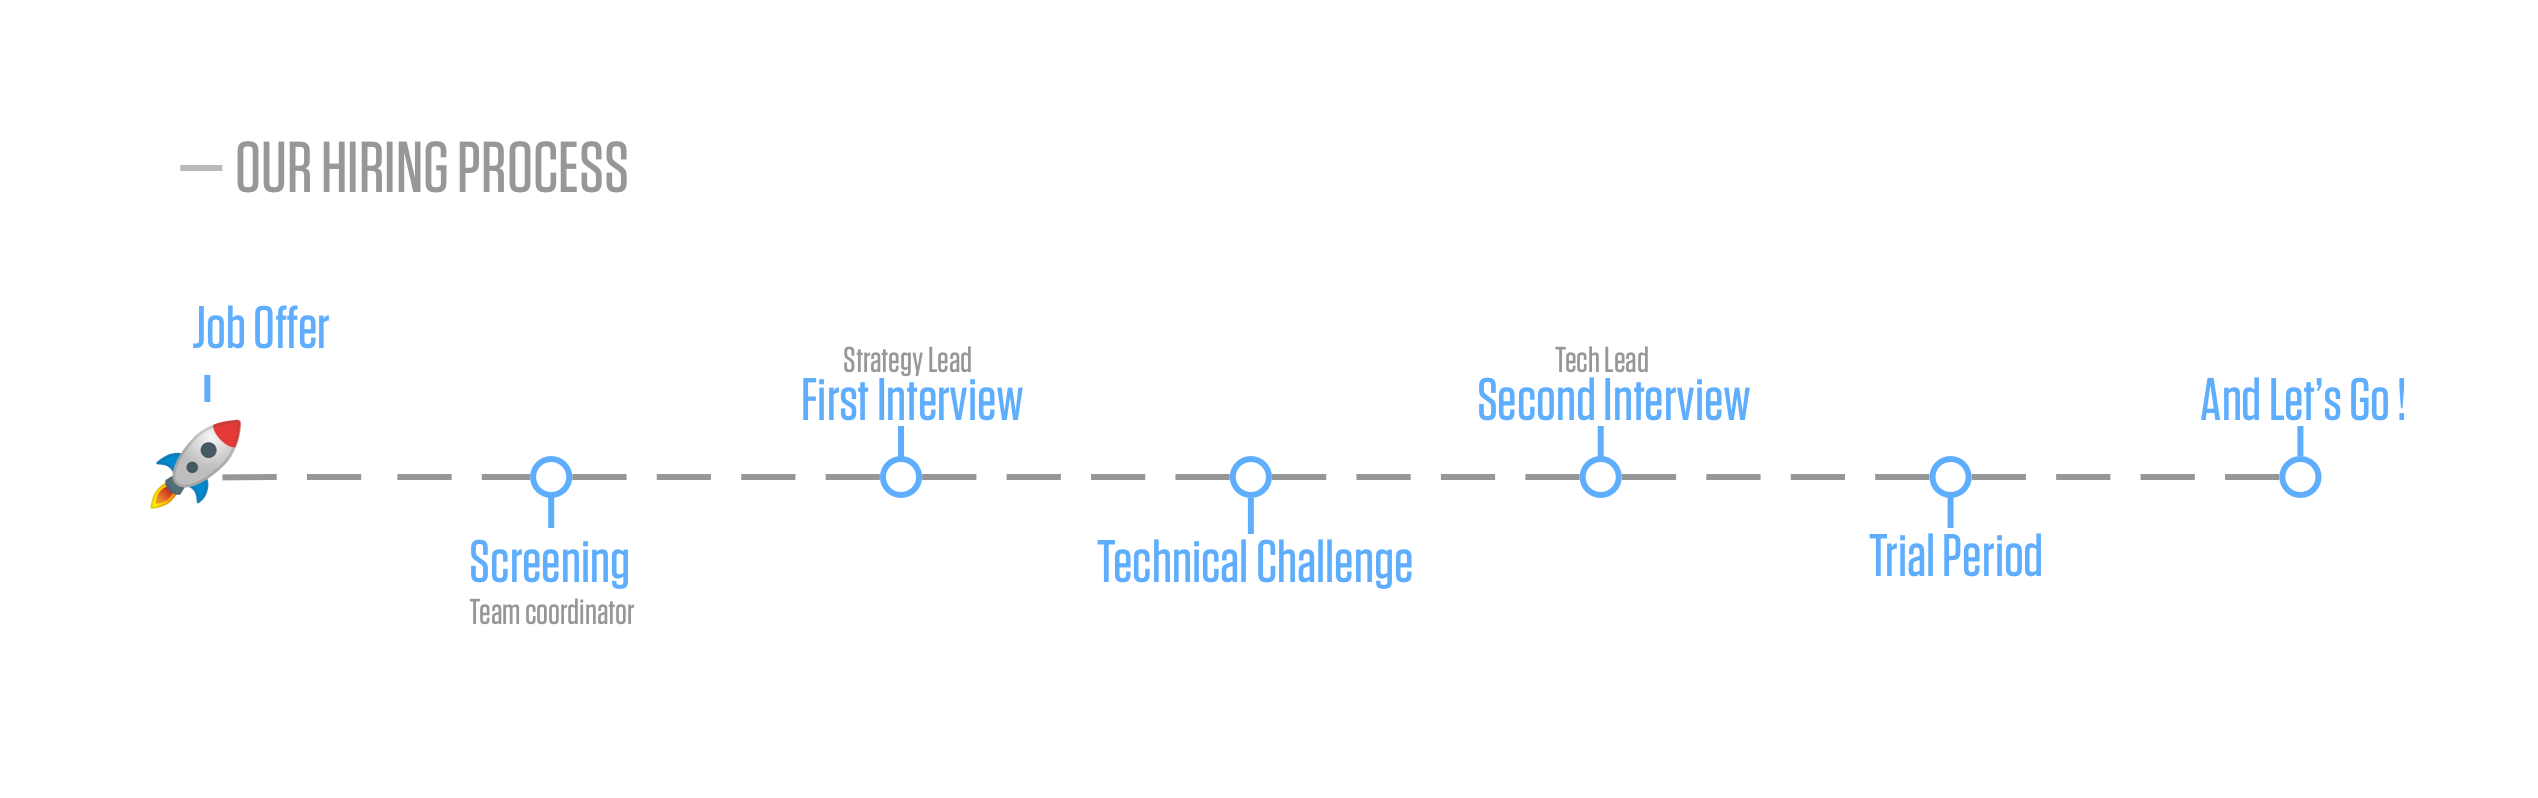 OUR HIRING PROCESS
Job Offer
Screening
Team coordinator
Strategy Lead
First Interview
Technical Challenge
Tech Lead
Second Interview
Trial Period
And Let’s Go !